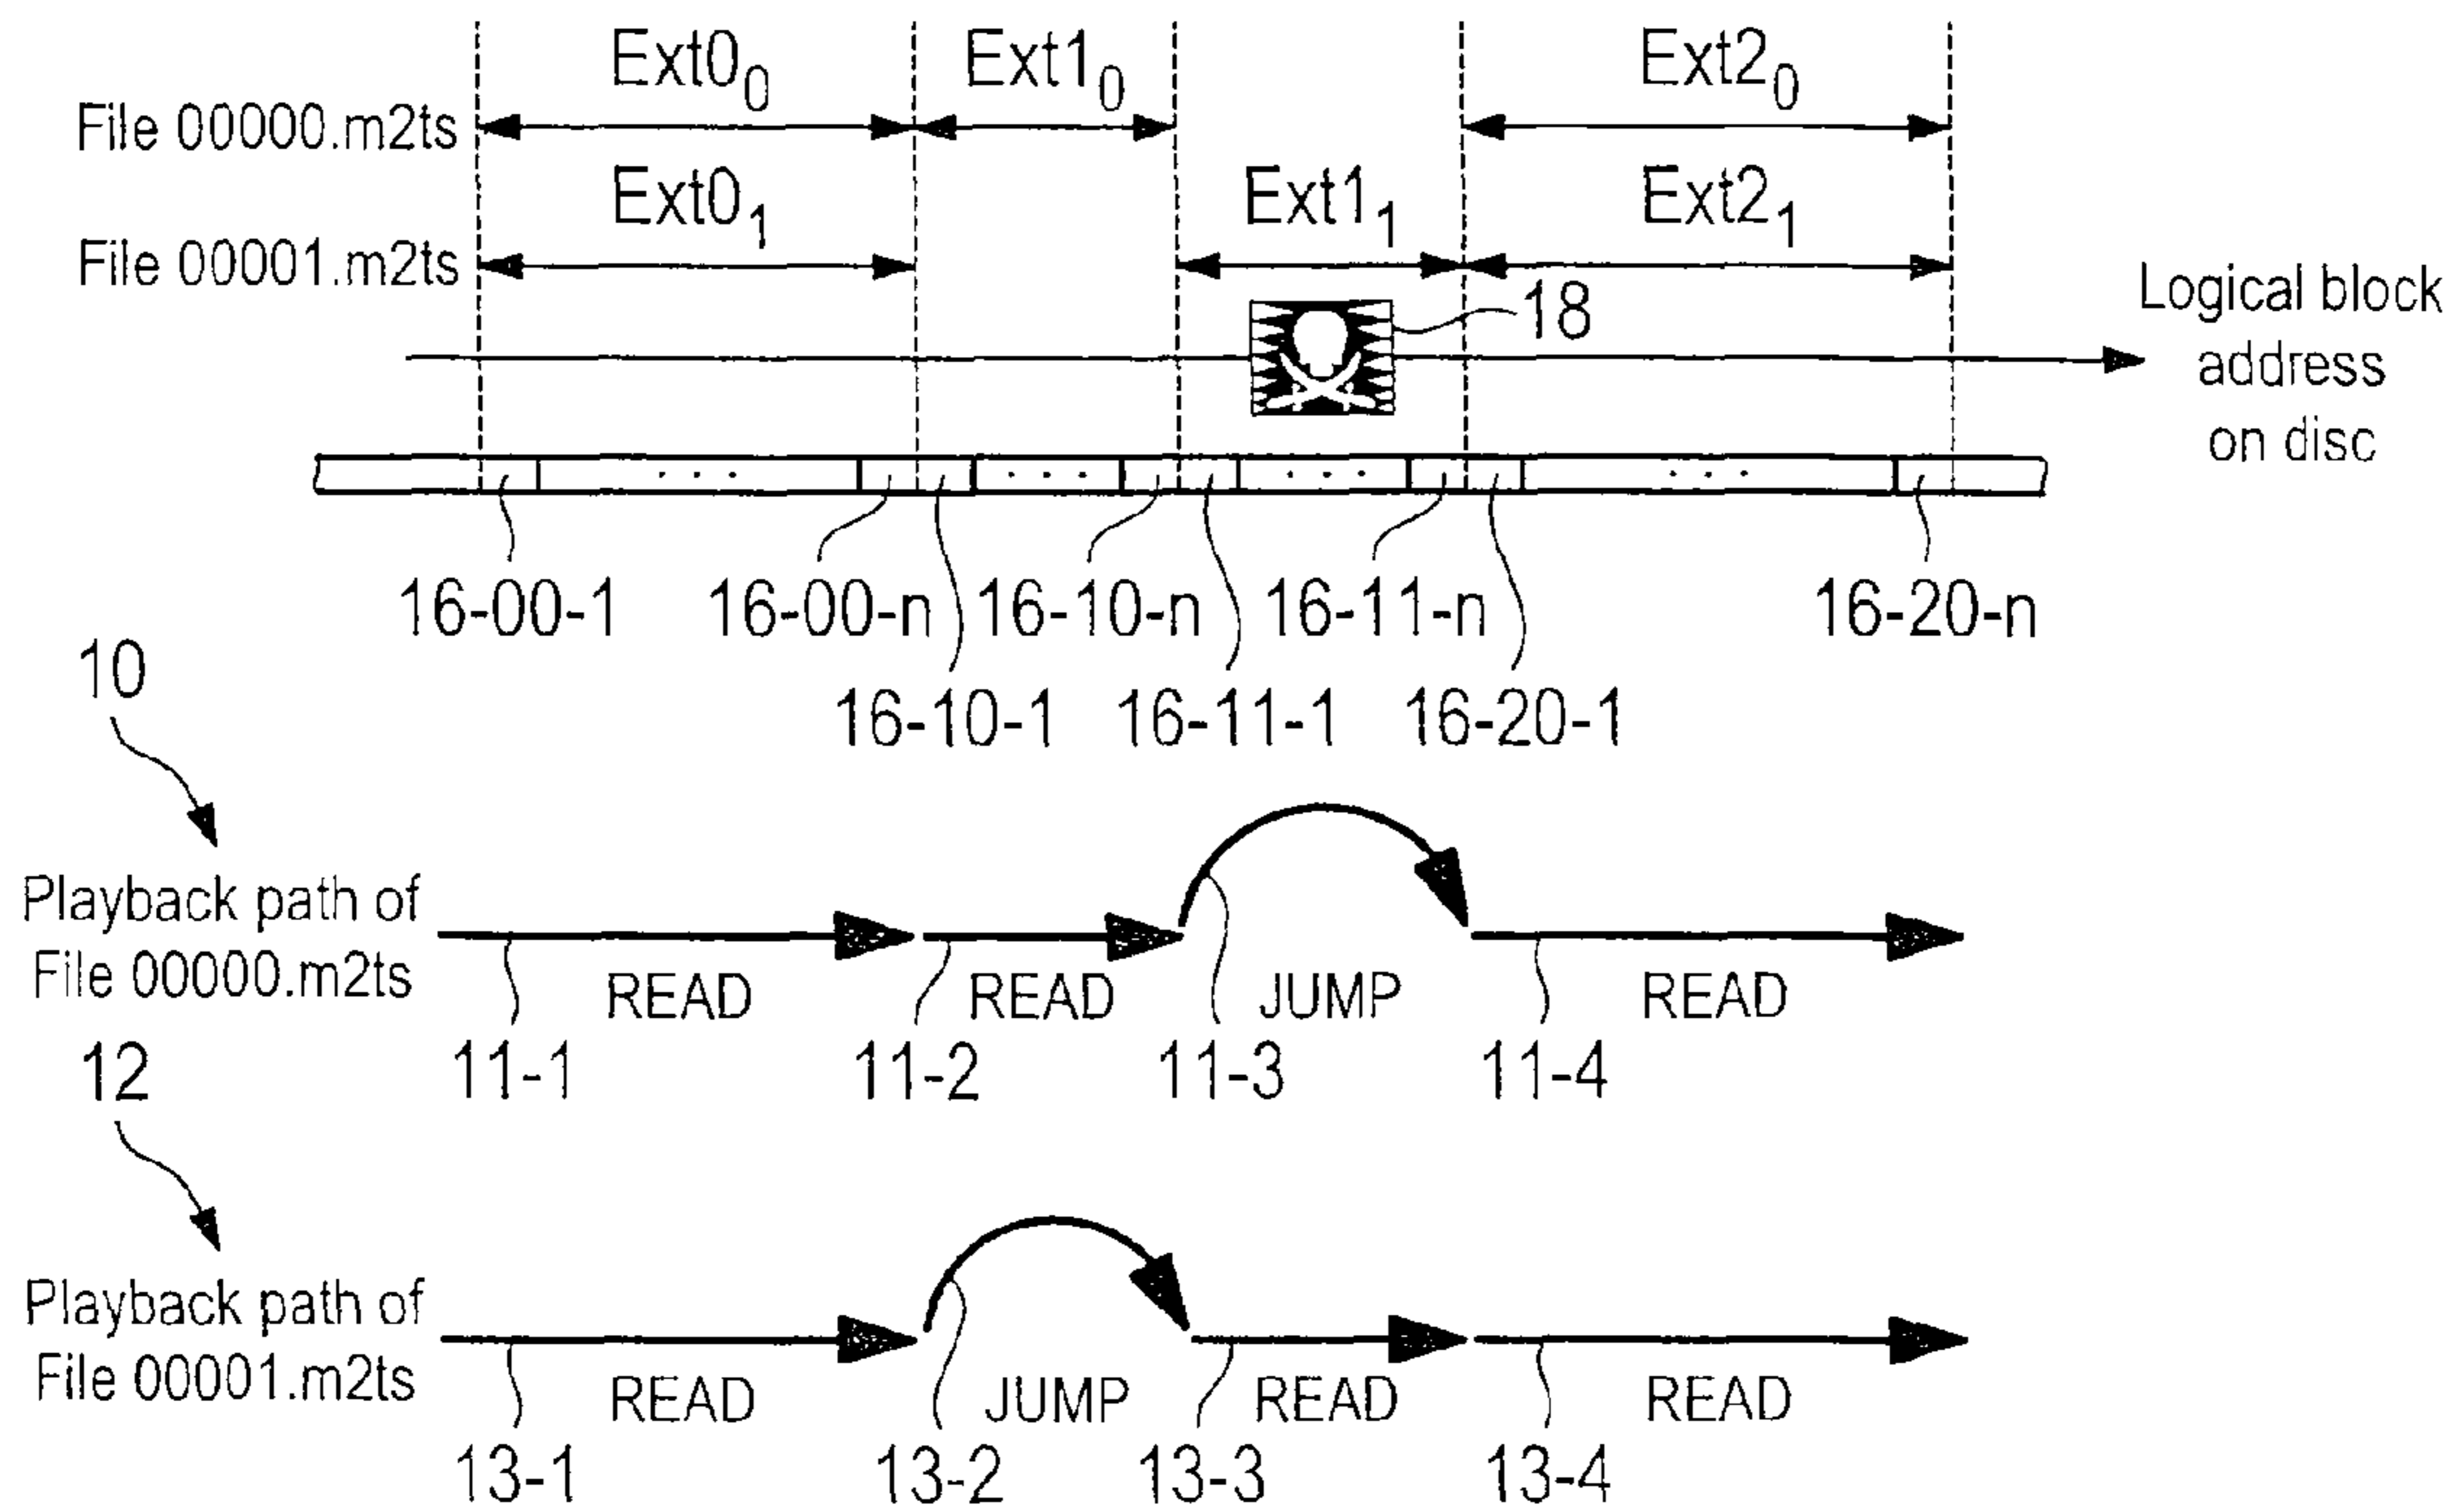 Ext0₀ Ext1₀ Ext2₀
File 00000.m2ts
Ext0₁ Ext1₁ Ext2₁
File 00001.m2ts
18
Logical block
address
on disc
16-00-1 16-00-n 16-10-n 16-11-n 16-20-n
16-10-1 16-11-1 16-20-1
10
Playback path of
File 00000.m2ts
READ READ JUMP READ
11-1 11-2 11-3 11-4
12
Playback path of
File 00001.m2ts
READ JUMP READ READ
13-1 13-2 13-3 13-4